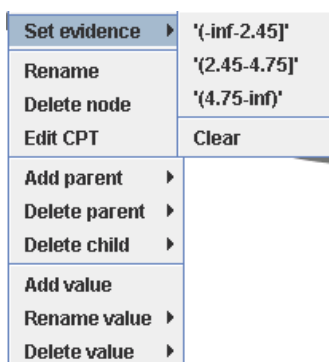 Set evidence
Rename
Delete node
Edit CPT
Add parent
Delete parent
Delete child
Add value
Rename value
Delete value
'(-inf-2.45]'
'(2.45-4.75]'
'(4.75-inf)'
Clear